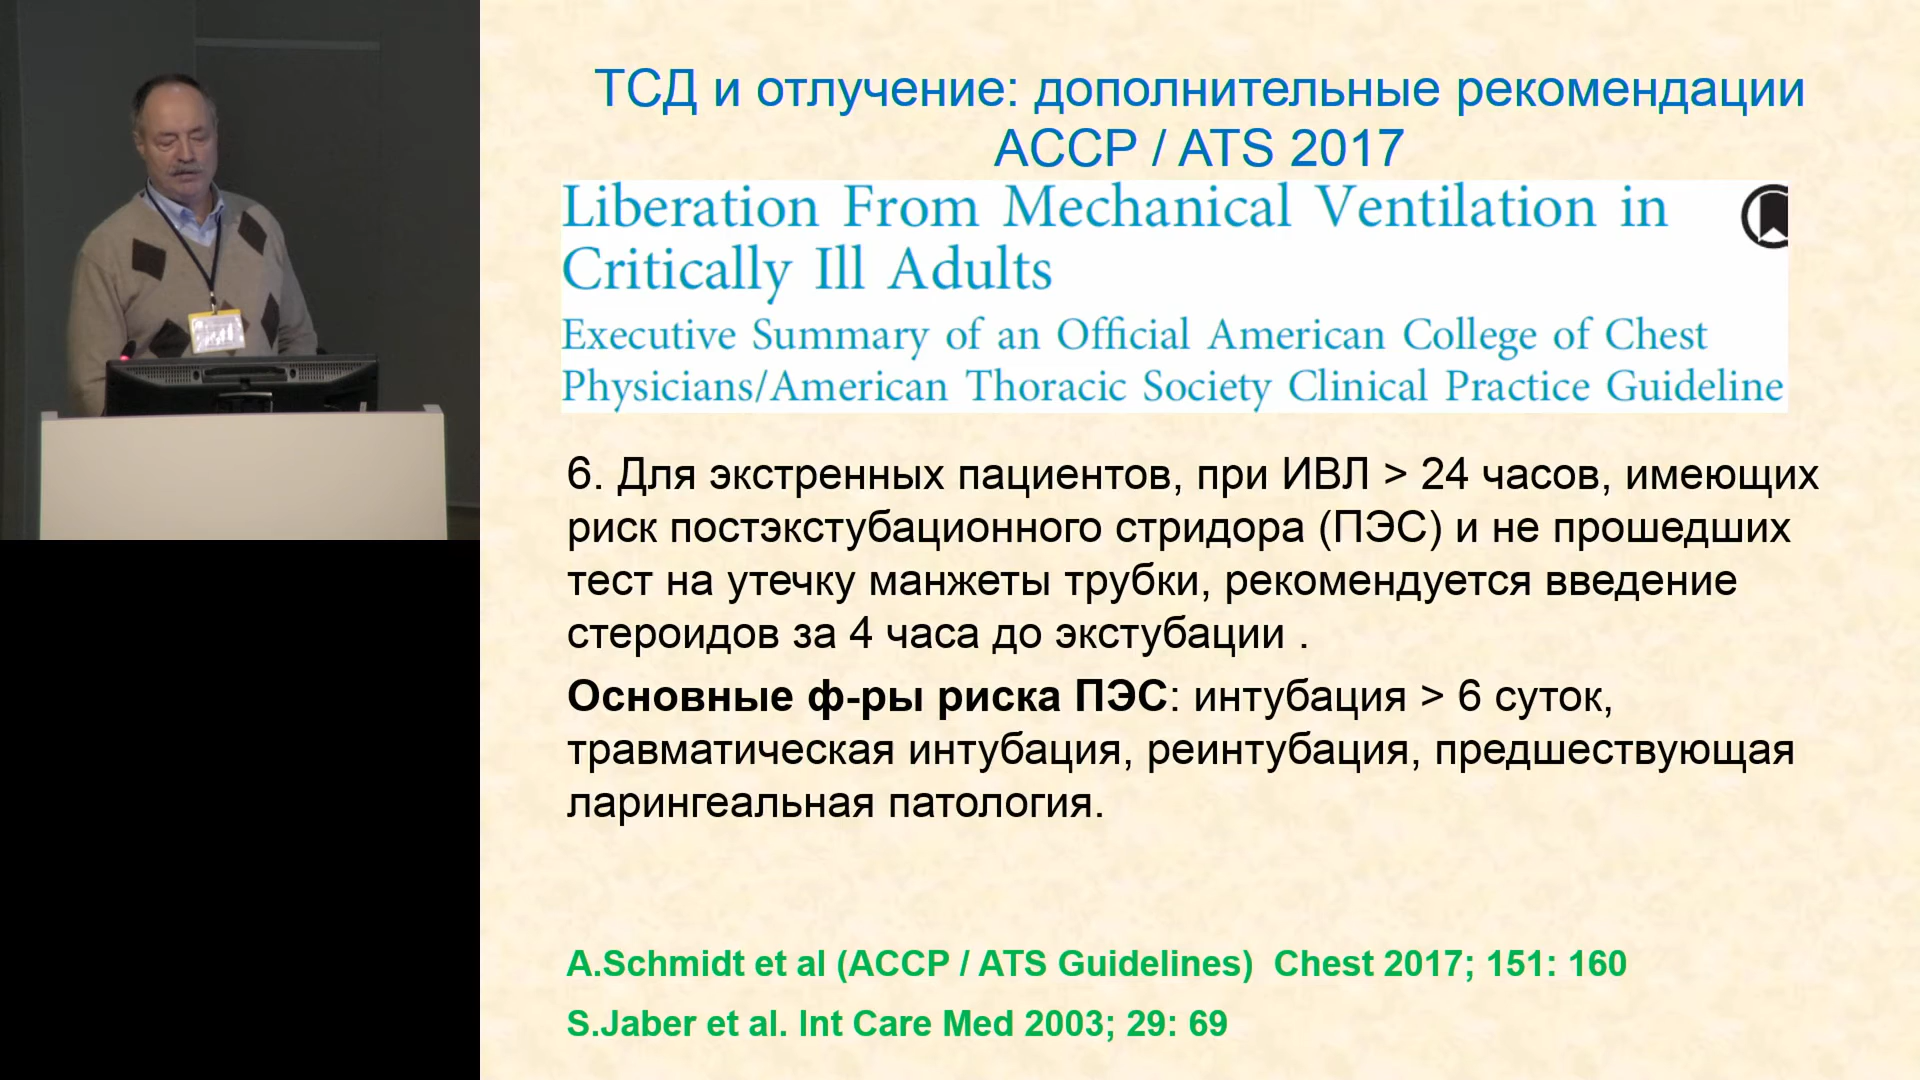 ТСД и отлучение: дополнительные рекомендации
ACCP / ATS 2017
Liberation From Mechanical Ventilation in
Critically Ill Adults
Executive Summary of an Official American College of Chest
Physicians/American Thoracic Society Clinical Practice Guideline
6. Для экстренных пациентов, при ИВЛ > 24 часов, имеющих
риск постэкстубационного стридора (ПЭС) и не прошедших
тест на утечку манжеты трубки, рекомендуется введение
стероидов за 4 часа до экстубации .
Основные ф-ры риска ПЭС: интубация > 6 суток,
травматическая интубация, реинтубация, предшествующая
ларингеальная патология.
A.Schmidt et al (ACCP / ATS Guidelines) Chest 2017; 151: 160
S.Jaber et al. Int Care Med 2003; 29: 69